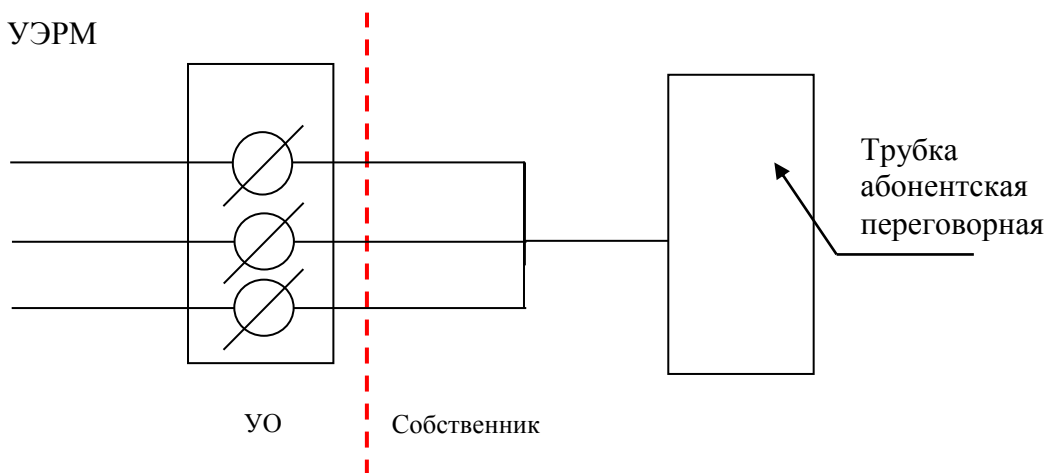 УЭРМ
Трубка
абонентская
переговорная
УО
Собственник